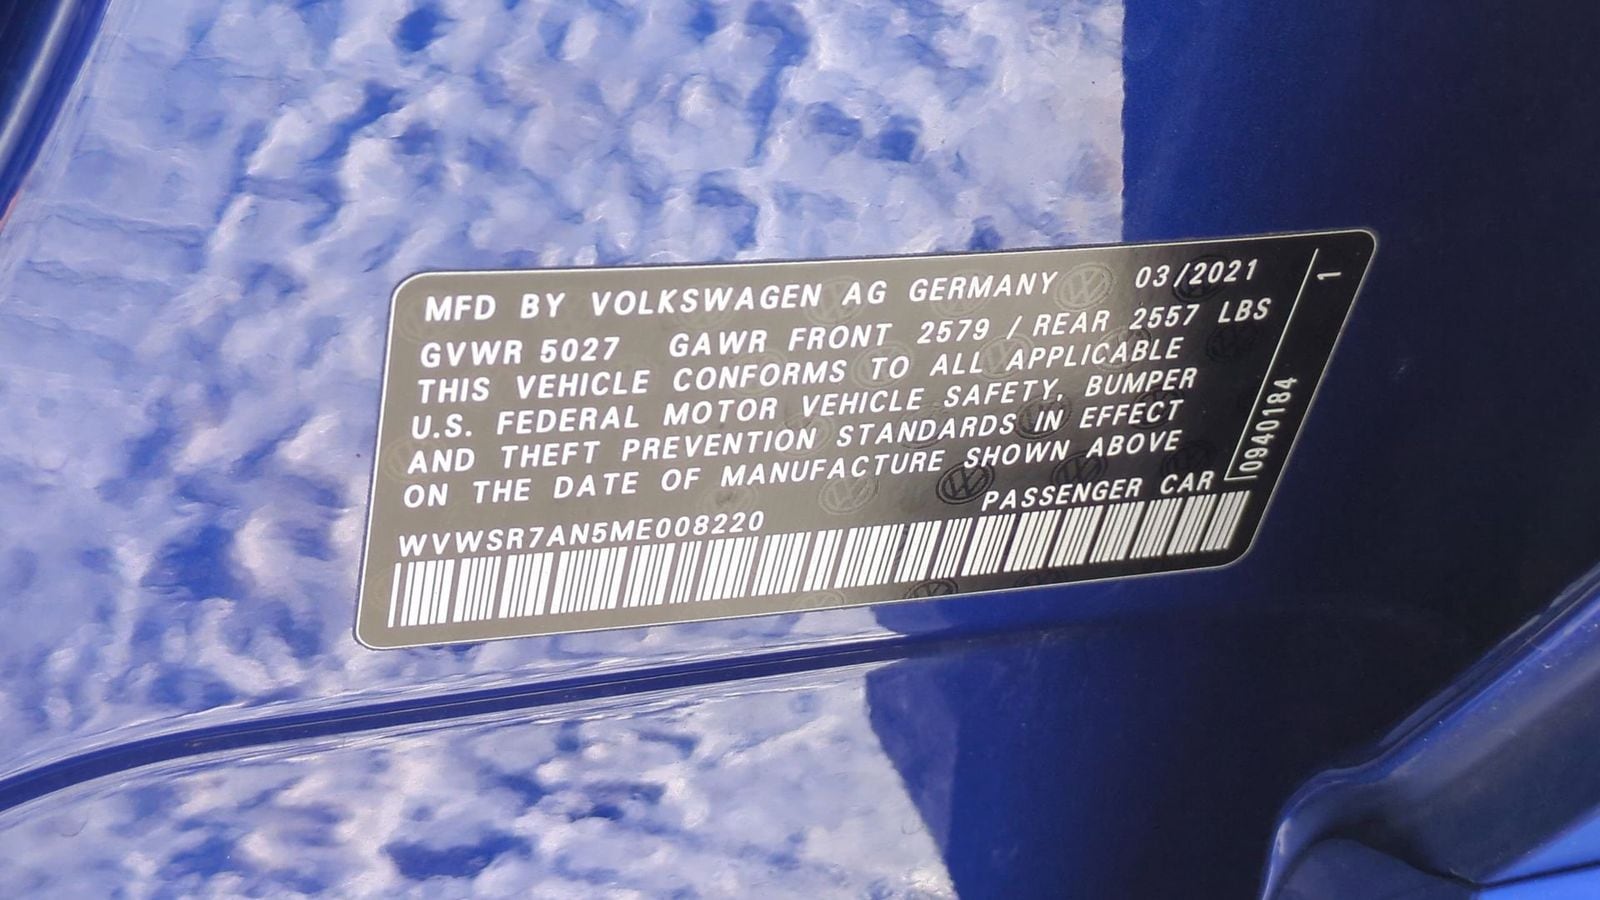 MFD BY VOLKSWAGEN AG GERMANY 03/2021
GVWR 5027 GAWR FRONT 2579 / REAR 2557 LBS
THIS VEHICLE CONFORMS TO ALL APPLICABLE
U.S. FEDERAL MOTOR VEHICLE SAFETY, BUMPER
AND THEFT PREVENTION STANDARDS IN EFFECT
ON THE DATE OF MANUFACTURE SHOWN ABOVE
WVWSR7AN5ME008220 PASSENGER CAR
0940184 1